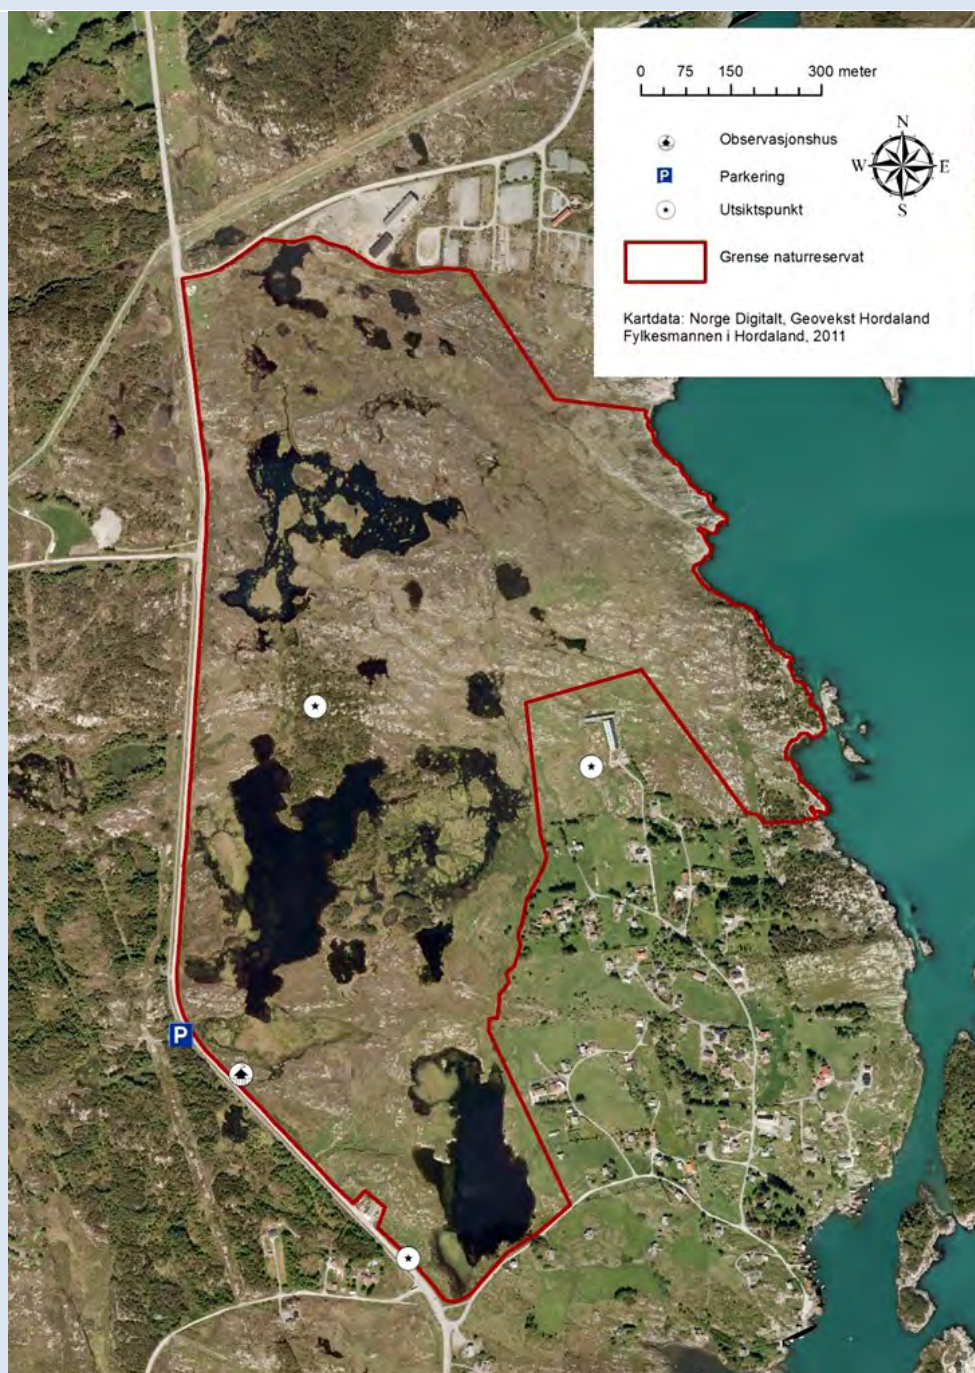 0 75 150 300 meter
Observasjonshus
P Parkering
Utsiktspunkt
Grense naturreservat
N
W E
S
Kartdata: Norge Digitalt, Geovekst Hordaland
Fylkesmannen i Hordaland, 2011
P